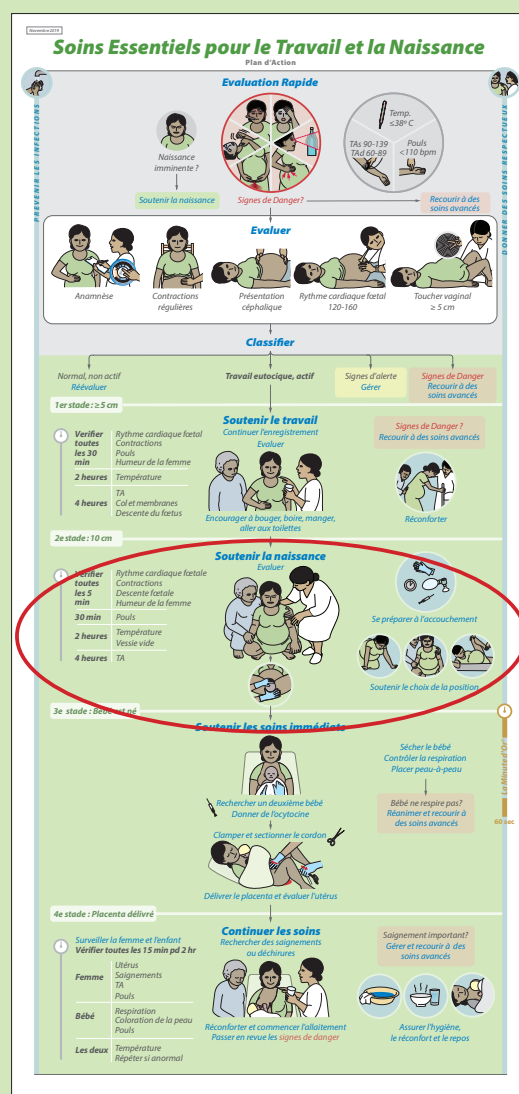 Novembre 2019
Soins Essentiels pour le Travail et la Naissance
Plan d'Action
PREVENIR LES INFECTIONS
DONNER DES SOINS RESPECTUEUX
Evaluation Rapide
Naissance
imminente ?
Temp.
≤38º C
TAs 90-139
TAd 60-89
Pouls
<110 bpm
Soutenir la naissance
Signes de Danger?
Recourir à des
soins avancés
Evaluer
Anamnèse
Contractions
régulières
Présentation
céphalique
Rythme cardiaque fœtal
120-160
Toucher vaginal
≥ 5 cm
Classifier
Normal, non actif
Réévaluer
Travail eutocique, actif
Signes d'alerte
Gérer
Signes de Danger
Recourir à des
soins avancés
1er stade : ≥ 5 cm
Soutenir le travail
Continuer l'enregistrement
Evaluer
Verifier
toutes
les 30
min
Rythme cardiaque fœtal
Contractions
Pouls
Humeur de la femme
2 heures
Température
4 heures
TA
Col et membranes
Descente du fœtus
Encourager à bouger, boire, manger,
aller aux toilettes
Signes de Danger ?
Recourir à des soins avancés
Réconforter
2e stade : 10 cm
Soutenir la naissance
Evaluer
Verifier
toutes
les 5
min
Rythme cardiaque fœtale
Contractions
Descente fœtale
Humeur de la femme
30 min
Pouls
2 heures
Température
Vessie vide
4 heures
TA
Se préparer à l'accouchement
Soutenir le choix de la position
3e stade : Bébé est né
Soutenir les soins immédiats
Rechercher un deuxième bébé
Donner de l'ocytocine
Clamper et sectionner le cordon
Délivrer le placenta et évaluer l'utérus
Sécher le bébé
Contrôler la respiration
Placer peau-à-peau
Bébé ne respire pas?
Réanimer et recourir à
des soins avancés
La Minute d'Or!
60 sec
4e stade : Placenta délivré
Continuer les soins
Rechercher des saignements
ou déchirures
Surveiller la femme et l'enfant
Vérifier toutes les 15 min pd 2 hr
Femme
Utérus
Saignements
TA
Pouls
Bébé
Respiration
Coloration de la peau
Pouls
Les deux
Température
Répéter si anormal
Réconforter et commencer l'allaitement
Passer en revue les signes de danger
Saignement important?
Gérer et recourir à des
soins avancés
Assurer l'hygiène,
le réconfort et le repos